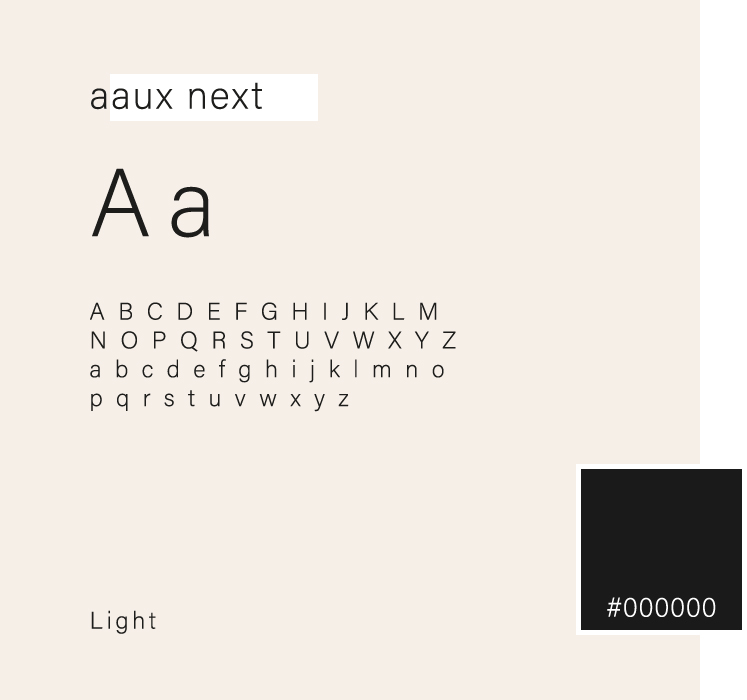 aaux next
A a
A B C D E F G H I J K L M
N O P Q R S T U V W X Y Z
a b c d e f g h i j k l m n o
p q r s t u v w x y z
#000000
Light